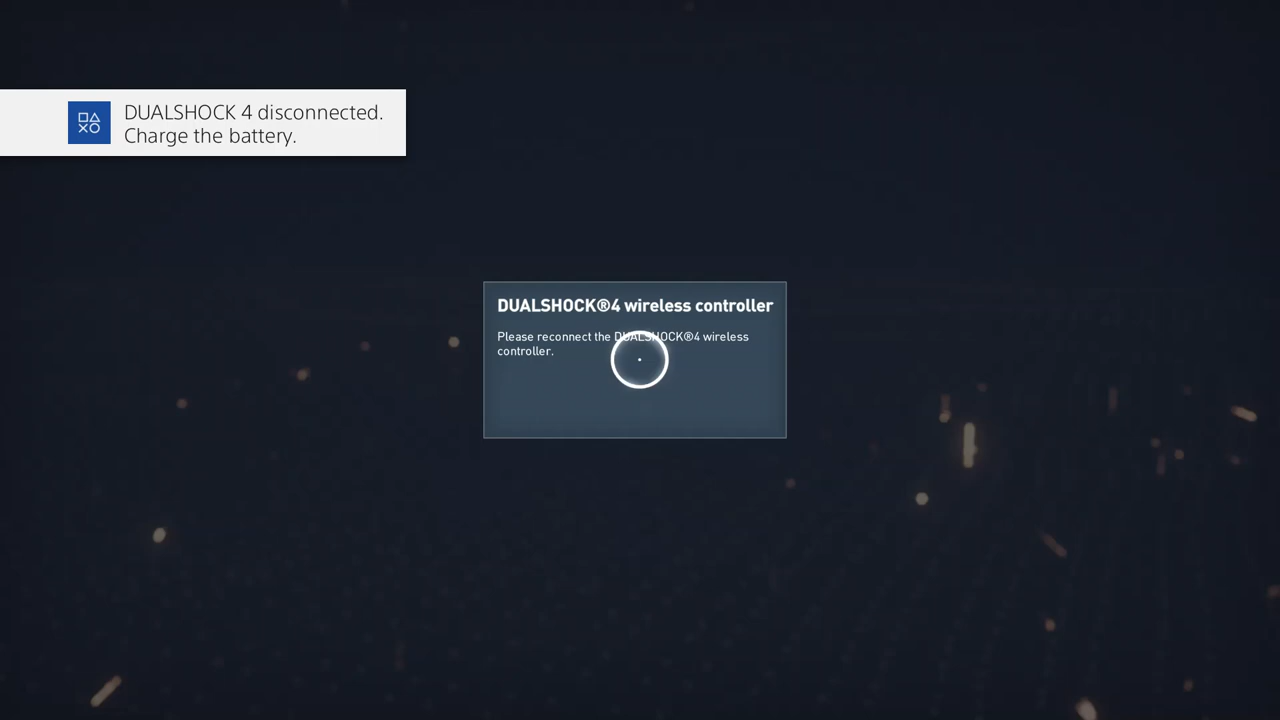 DUALSHOCK 4 disconnected.
Charge the battery.
DUALSHOCK®4 wireless controller
Please reconnect the DUALSHOCK®4 wireless
controller.